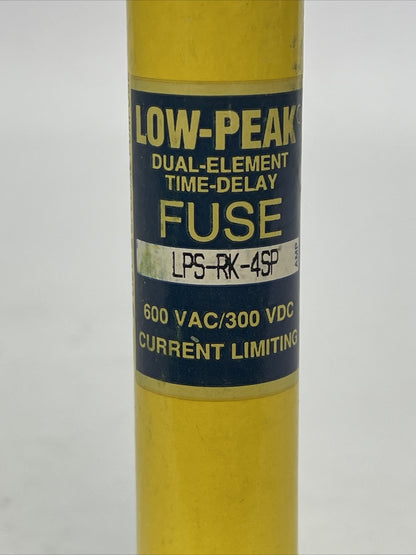 LOW-PEAK
DUAL-ELEMENT
TIME-DELAY
FUSE
LPS-RK-4SP AMP
600 VAC/300 VDC
CURRENT LIMITING